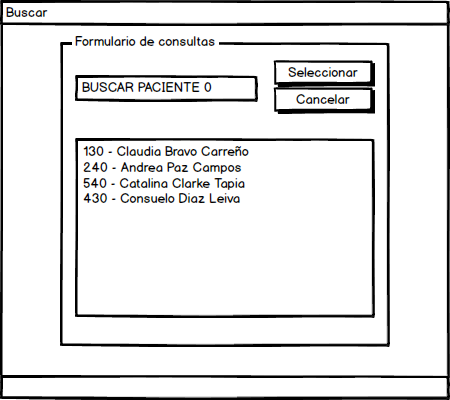 Buscar
Formulario de consultas
Seleccionar
BUSCAR PACIENTE 0
Cancelar
130 - Claudia Bravo Carreño
240 - Andrea Paz Campos
540 - Catalina Clarke Tapia
430 - Consuelo Diaz Leiva